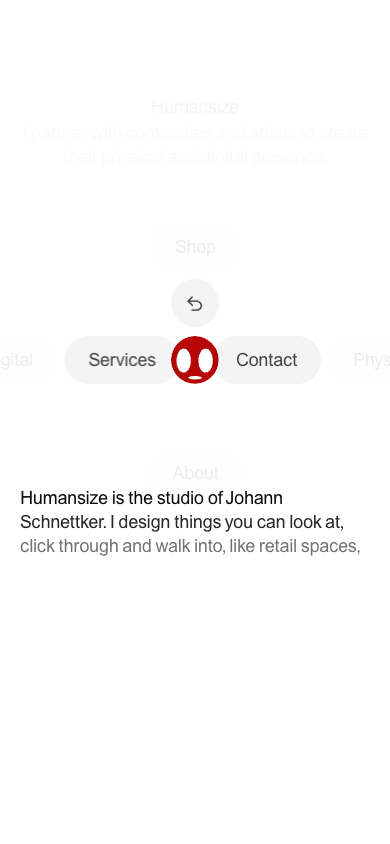 Humansize
I partner with companies and artists to create
their physical and digital presence.
Shop
gital
Services
Contact
Phys
About
Humansize is the studio of Johann
Schnettker. I design things you can look at,
click through and walk into, like retail spaces,